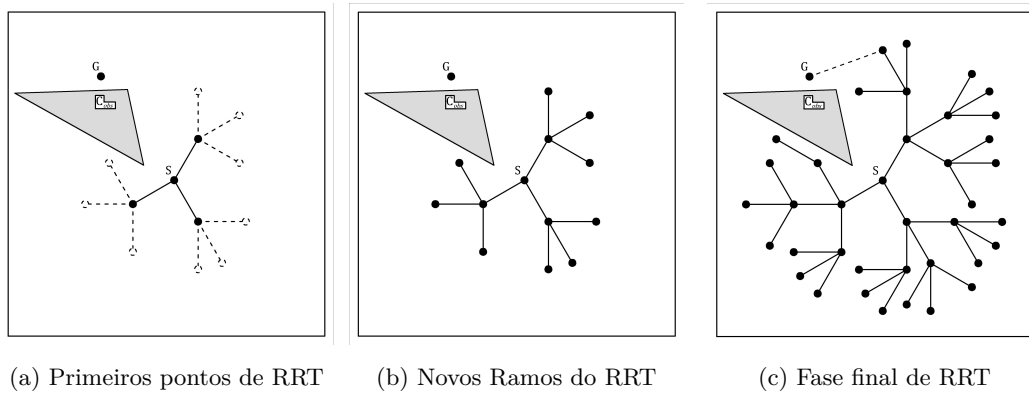 G
C_obs
S
G
C_obs
S
G
C_obs
S
(a) Primeiros pontos de RRT
(b) Novos Ramos do RRT
(c) Fase final de RRT